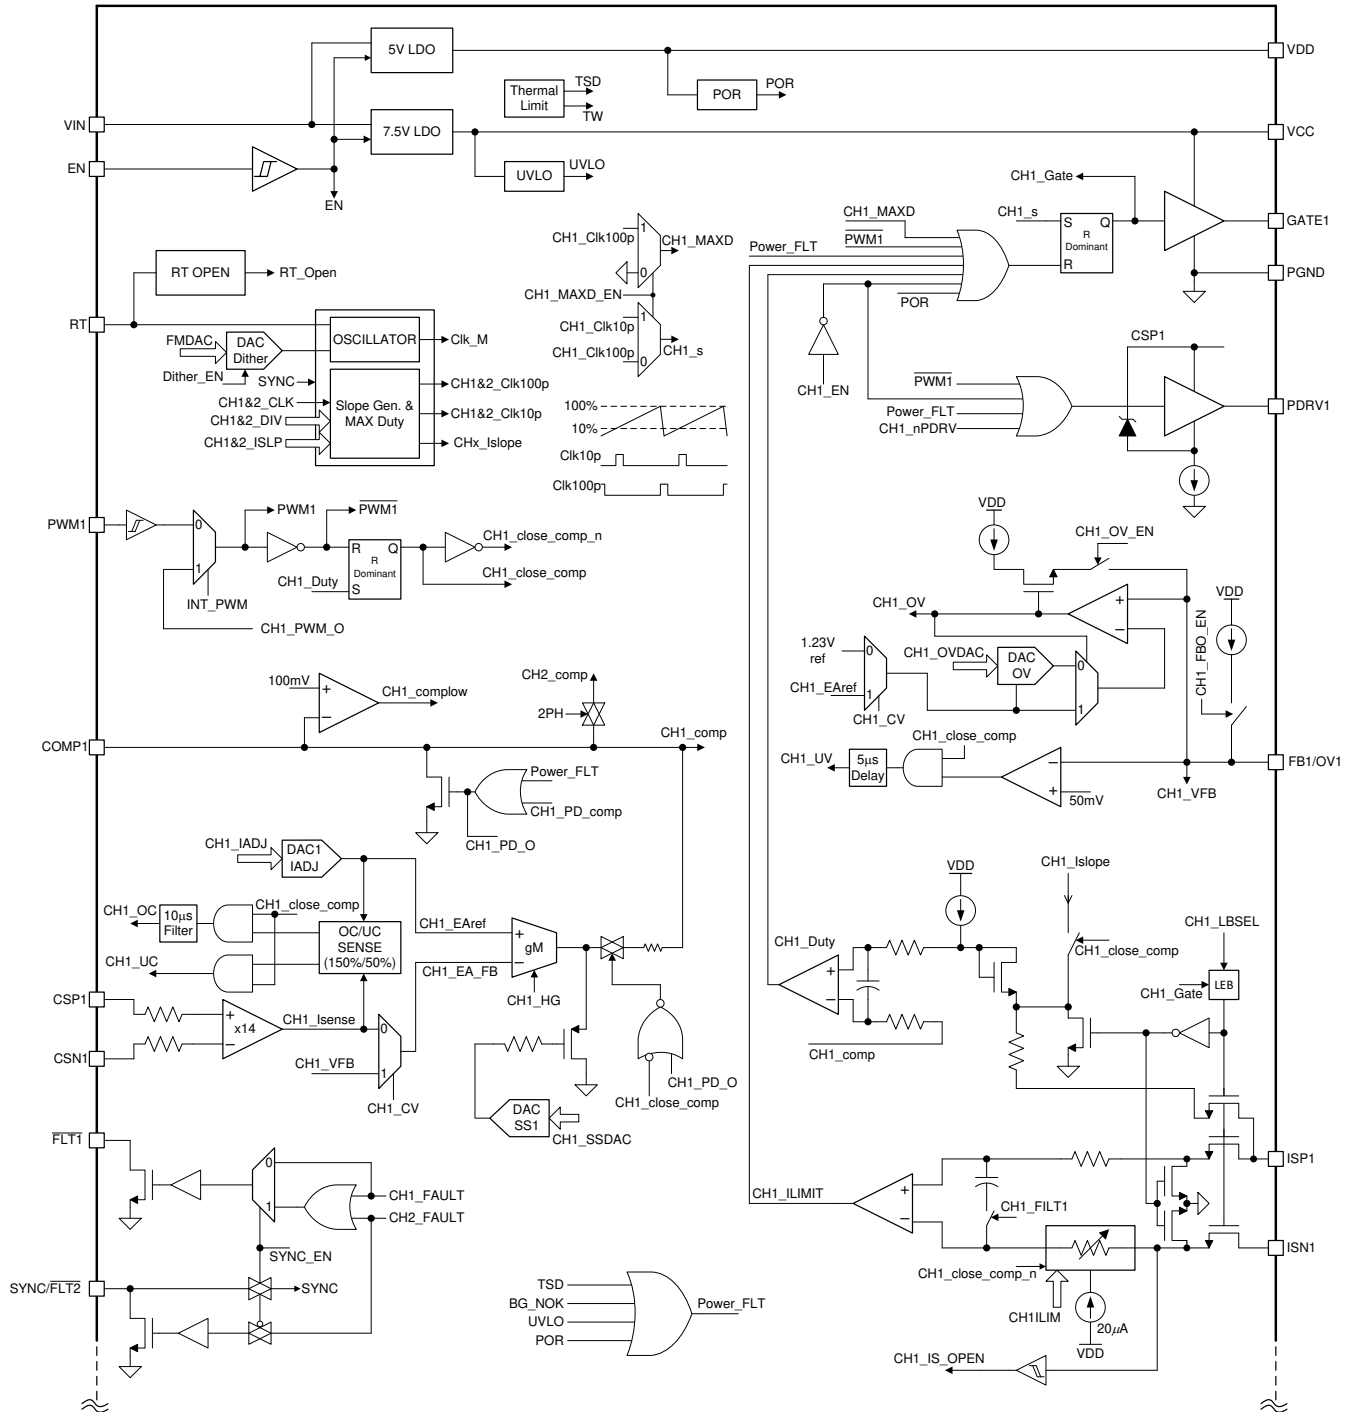 5V LDO
VDD
Thermal
Limit
TSD
TW
POR
POR
VIN
7.5V LDO
VCC
EN
UVLO
UVLO
EN
CH1_Gate
CH1_MAXD
CH1_s
S
Q
R
Dominant
R
GATE1
CH1_Clk100p
1
CH1_MAXD
PWM1
Power_FLT
RT OPEN
RT_Open
0
PGND
CH1_MAXD_EN
POR
RT
CH1_Clk10p
1
OSCILLATOR
Clk_M
FMDAC
DAC
Dither
CH1_Clk100p
0
CH1_s
CSP1
Dither_EN
SYNC
CH1_EN
PWM1
CH1&2_Clk100p
CH1&2_CLK
Slope Gen. &
MAX Duty
CH1&2_DIV
CH1&2_Clk10p
100%
10%
Power_FLT
CH1_nPDRV
PDRV1
CH1&2_ISLP
CHx_Islope
Clk10p
Clk100p
PWM1
0
1
PWM1
PWM1
VDD
R
Q
R
Dominant
S
CH1_close_comp_n
CH1_OV_EN
CH1_Duty
CH1_close_comp
INT_PWM
CH1_PWM_O
CH1_OV
+
−
VDD
CH1_FBO_EN
1.23V
ref
0
CH1_OVDAC
DAC
OV
0
CH1_EAref
1
CH1_CV
1
100mV
+
−
CH1_complow
CH2_comp
2PH
COMP1
CH1_comp
CH1_close_comp
CH1_UV
5μs
Delay
−
+
50mV
FB1/OV1
CH1_VFB
Power_FLT
CH1_PD_comp
CH1_PD_O
CH1_IADJ
DAC1
IADJ
VDD
CH1_Islope
CH1_OC
10μs
Filter
CH1_close_comp
OC/UC
SENSE
(150%/50%)
CH1_EAref
+
gM
−
CH1_Duty
CH1_close_comp
CH1_LBSEL
CH1_UC
CH1_EA_FB
+
−
CH1_Gate
LEB
CSP1
+
x14
−
CH1_Isense
0
CH1_HG
CSN1
CH1_VFB
1
CH1_comp
CH1_CV
CH1_PD_O
CH1_close_comp
DAC
SS1
CH1_SSDAC
FLT1
0
1
CH1_FAULT
CH2_FAULT
SYNC_EN
CH1_ILIMIT
+
−
CH1_FILT1
ISP1
ISN1
SYNC/FLT2
SYNC
CH1_close_comp_n
TSD
BG_NOK
UVLO
POR
Power_FLT
CH1ILIM
20μA
VDD
CH1_IS_OPEN